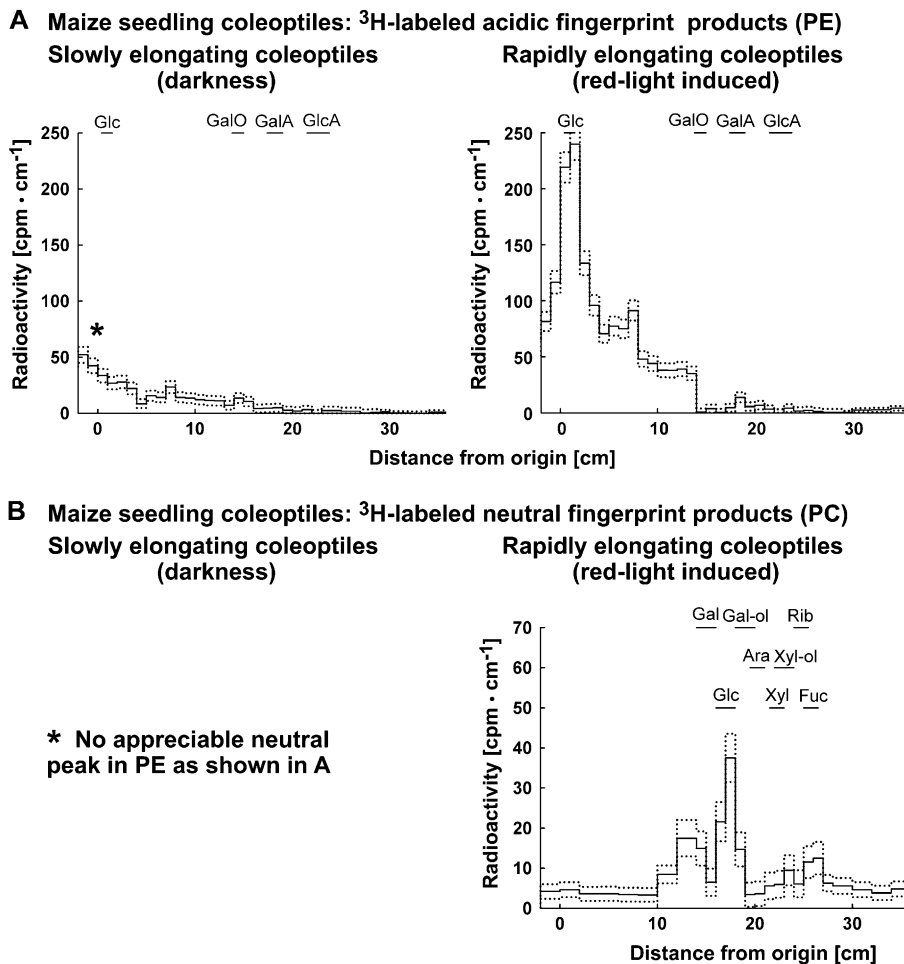 A Maize seedling coleoptiles: ³H-labeled acidic fingerprint products (PE)
Slowly elongating coleoptiles
(darkness)
Rapidly elongating coleoptiles
(red-light induced)
Glc GalO GalA GlcA
250
200
150
100
50
0
Radioactivity [cpm · cm⁻¹]
*
0 10 20 30
Glc GalO GalA GlcA
250
200
150
100
50
0
Radioactivity [cpm · cm⁻¹]
0 10 20 30
Distance from origin [cm]
B Maize seedling coleoptiles: ³H-labeled neutral fingerprint products (PC)
Slowly elongating coleoptiles
(darkness)
Rapidly elongating coleoptiles
(red-light induced)
* No appreciable neutral
peak in PE as shown in A
Gal Gal-ol Rib
Ara Xyl-ol
Glc Xyl Fuc
70
60
50
40
30
20
10
0
Radioactivity [cpm · cm⁻¹]
0 10 20 30
Distance from origin [cm]